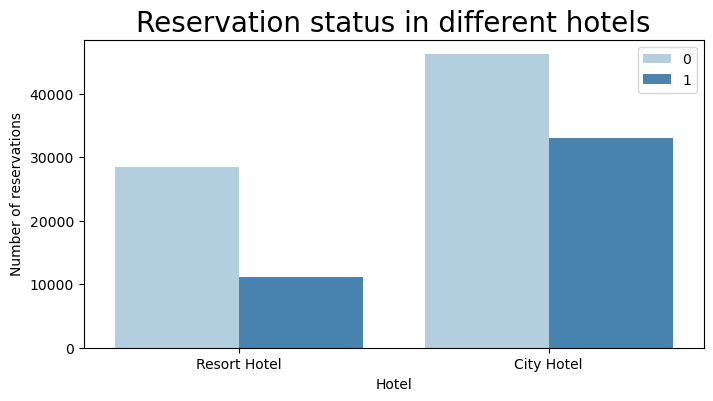 Reservation status in different hotels
0
1
Number of reservations
40000
30000
20000
10000
0
Resort Hotel
City Hotel
Hotel